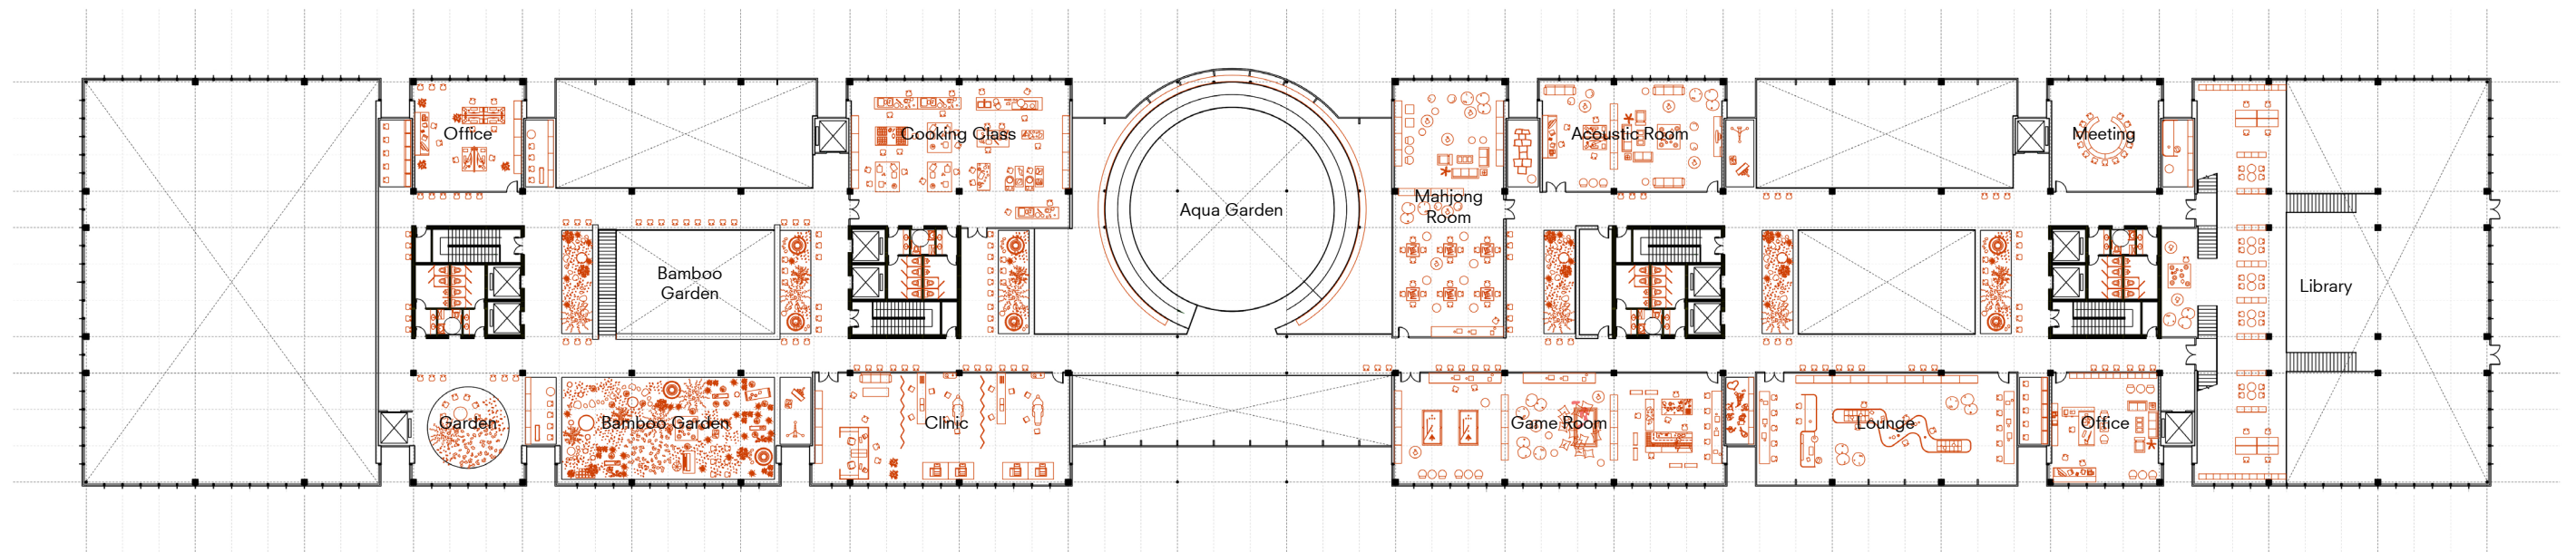 Office
Cooking Class
Acoustic Room
Meeting
Mahjong
Room
Aqua Garden
Bamboo
Garden
Library
Garden
Bamboo Garden
Clinic
Game Room
Lounge
Office